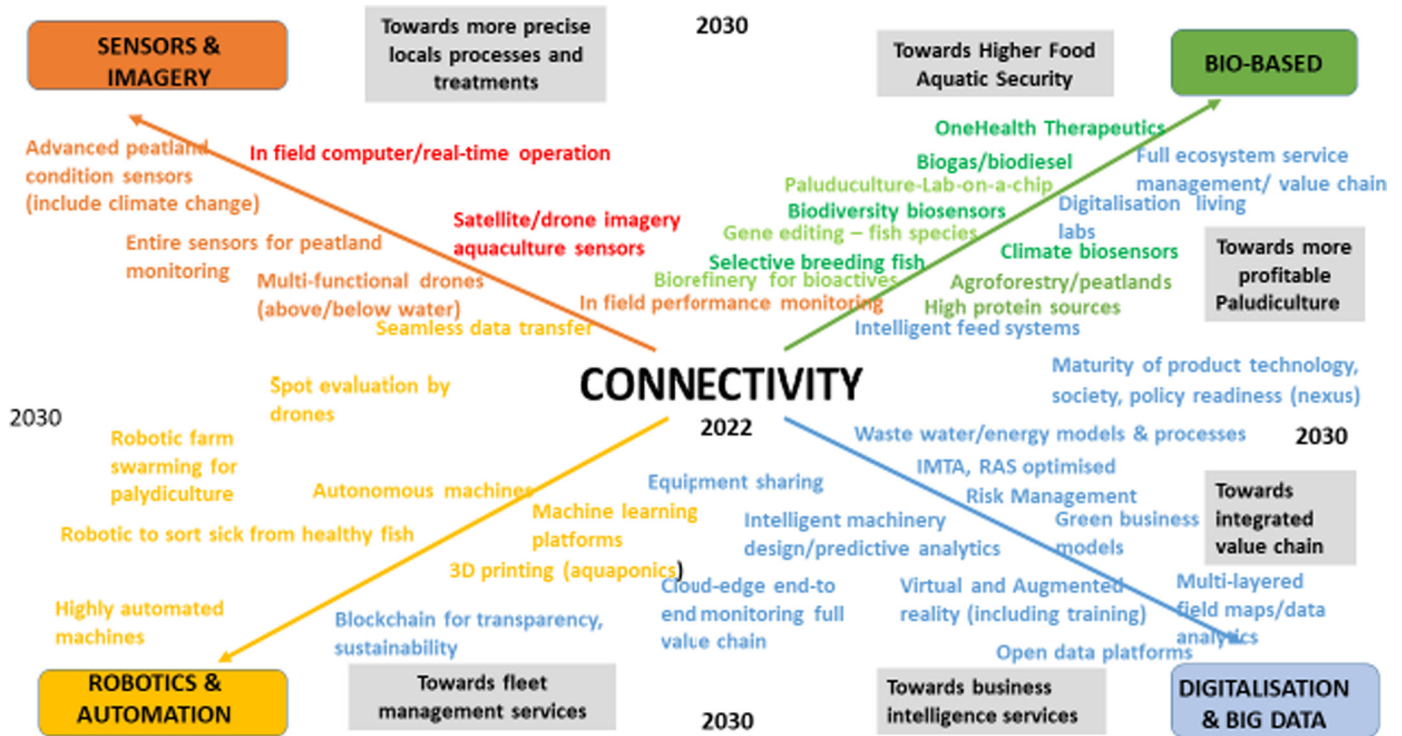 SENSORS &
IMAGERY
Towards more precise
locals processes and
treatments
2030
Towards Higher Food
Aquatic Security
BIO-BASED
Advanced peatland
condition sensors
(include climate change)
In field computer/real-time operation
OneHealth Therapeutics
Biogas/biodiesel
Full ecosystem service
management/ value chain
Paluduculture-Lab-on-a-chip
Biodiversity biosensors
Digitalisation living
labs
Satellite/drone imagery
aquaculture sensors
Gene editing – fish species
Entire sensors for peatland
monitoring
Climate biosensors
Towards more
profitable
Paludiculture
Selective breeding fish
Multi-functional drones
(above/below water)
Biorefinery for bioactives
Agroforestry/peatlands
In field performance monitoring
High protein sources
Seamless data transfer
Intelligent feed systems
CONNECTIVITY
2022
Spot evaluation by
drones
Maturity of product technology,
society, policy readiness (nexus)
2030
Robotic farm
swarming for
palydiculture
Waste water/energy models & processes
2030
IMTA, RAS optimised
Risk Management
Autonomous machines
Equipment sharing
Towards
integrated
value chain
Machine learning
platforms
Intelligent machinery
design/predictive analytics
Green business
models
Robotic to sort sick from healthy fish
3D printing (aquaponics)
Cloud-edge end-to
end monitoring full
value chain
Virtual and Augmented
reality (including training)
Multi-layered
field maps/data
analytics
Highly automated
machines
Blockchain for transparency,
sustainability
Open data platforms
ROBOTICS &
AUTOMATION
Towards fleet
management services
2030
Towards business
intelligence services
DIGITALISATION
& BIG DATA